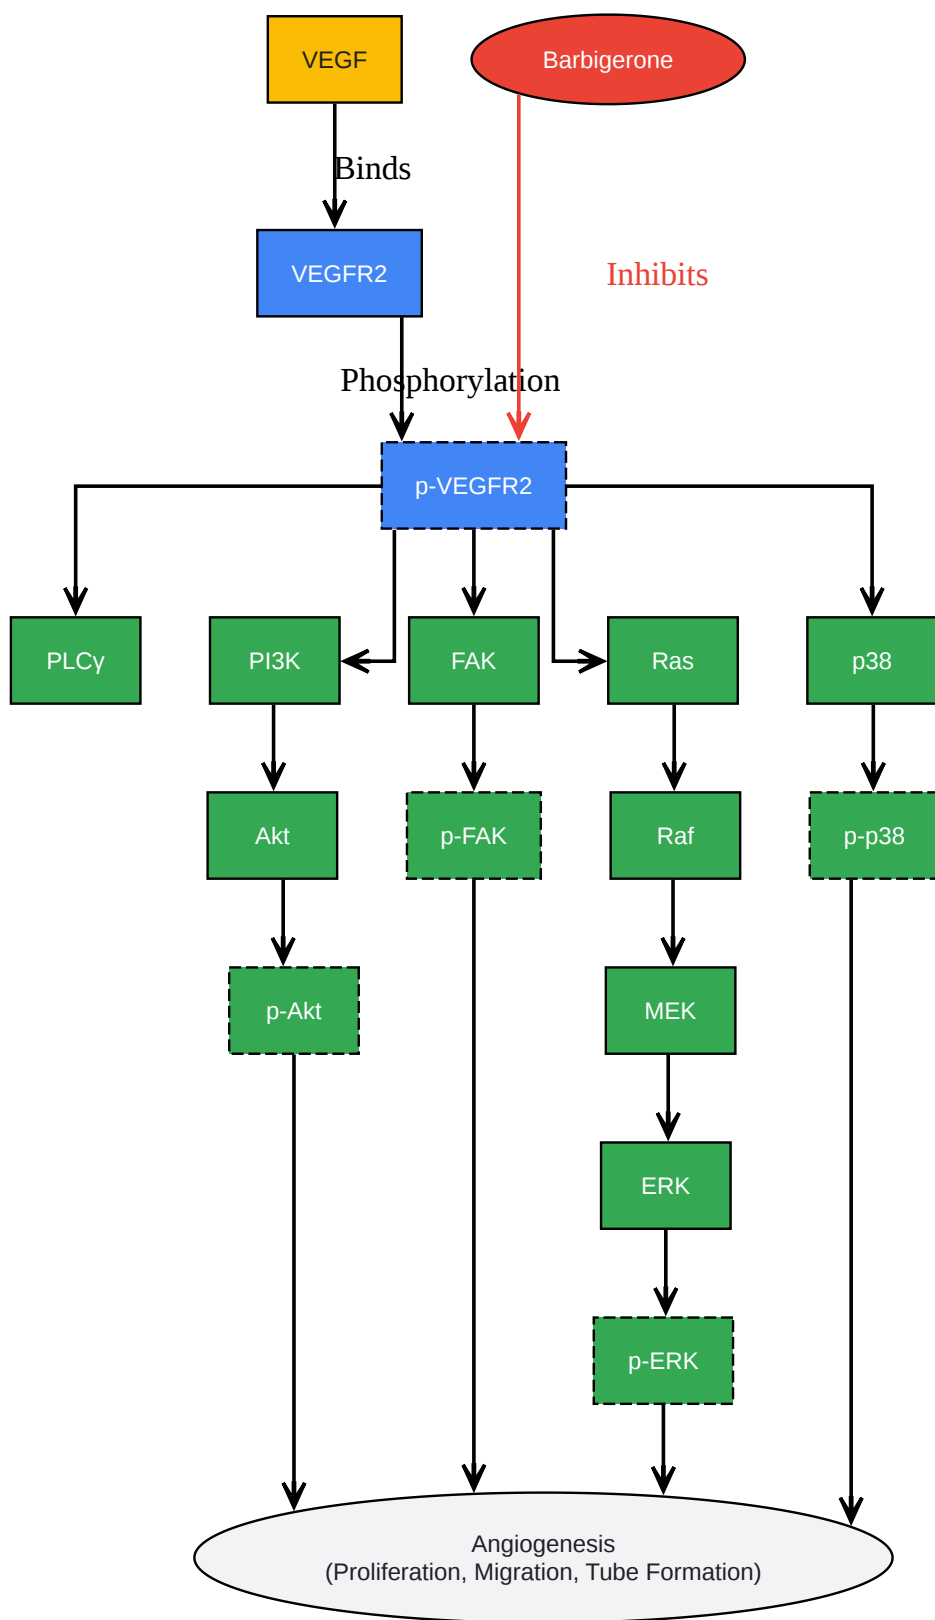 VEGF
Barbigerone
Binds
VEGFR2
Inhibits
Phosphorylation
p-VEGFR2
PLCγ
PI3K
FAK
Ras
p38
Akt
p-FAK
Raf
p-p38
p-Akt
MEK
ERK
p-ERK
Angiogenesis
(Proliferation, Migration, Tube Formation)